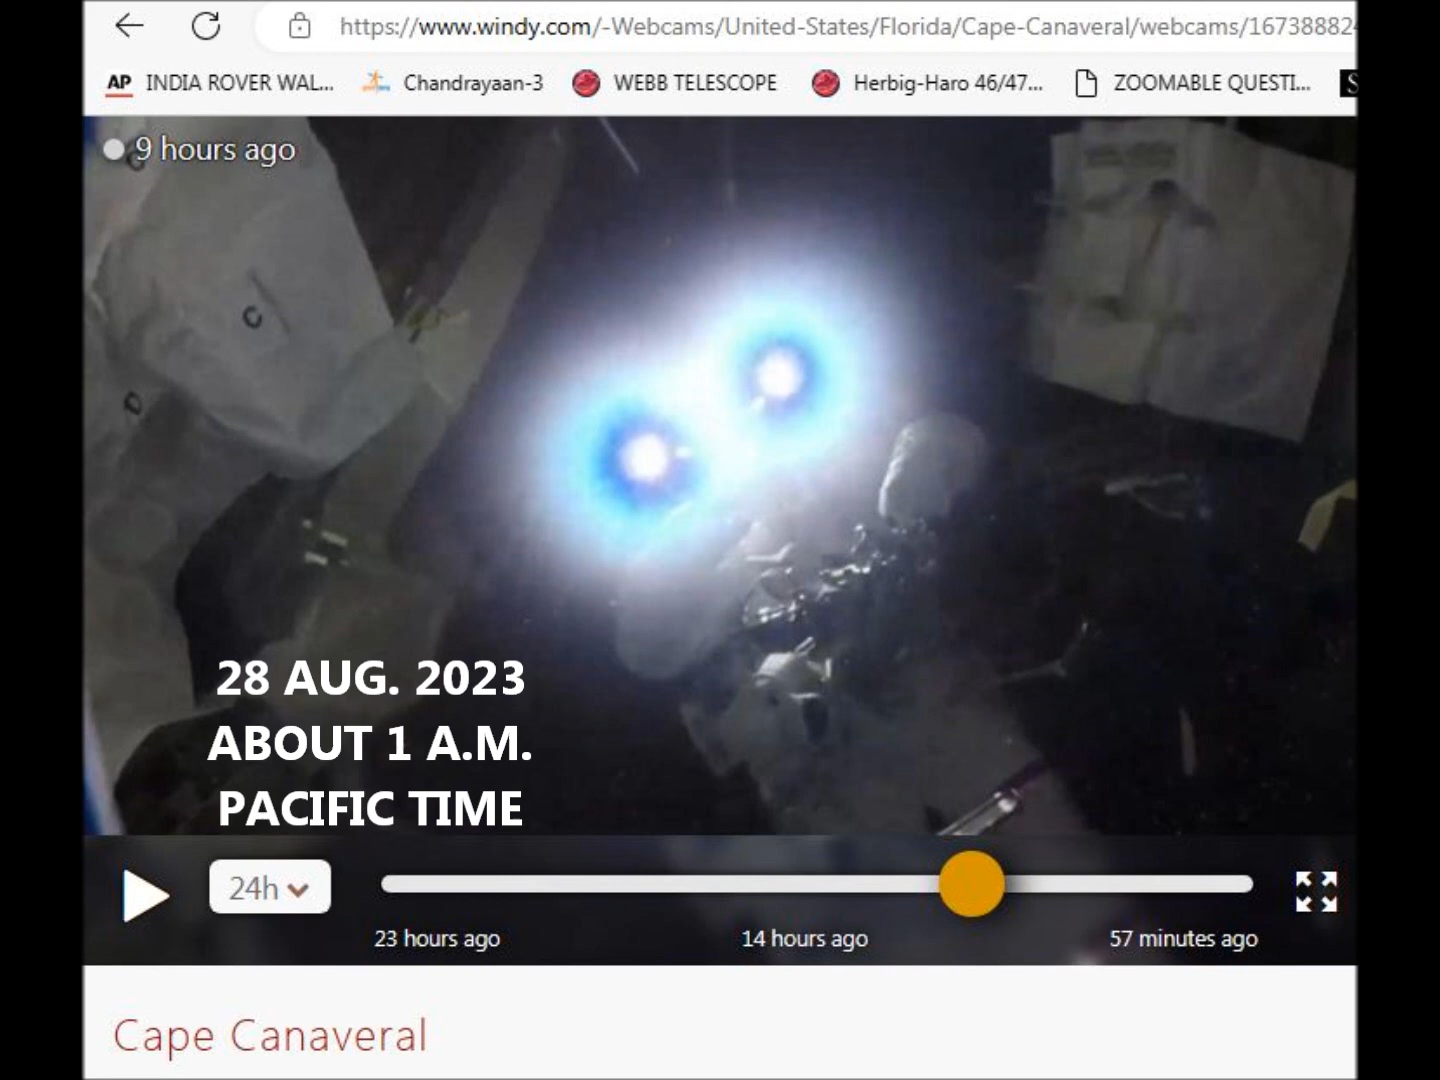 https://www.windy.com/-Webcams/United-States/Florida/Cape-Canaveral/webcams/16738882
AP INDIA ROVER WAL... Chandrayaan-3 WEBB TELESCOPE Herbig-Haro 46/47... ZOOMABLE QUESTI... S
9 hours ago
C
D
28 AUG. 2023
ABOUT 1 A.M.
PACIFIC TIME
24h
23 hours ago 14 hours ago 57 minutes ago
Cape Canaveral